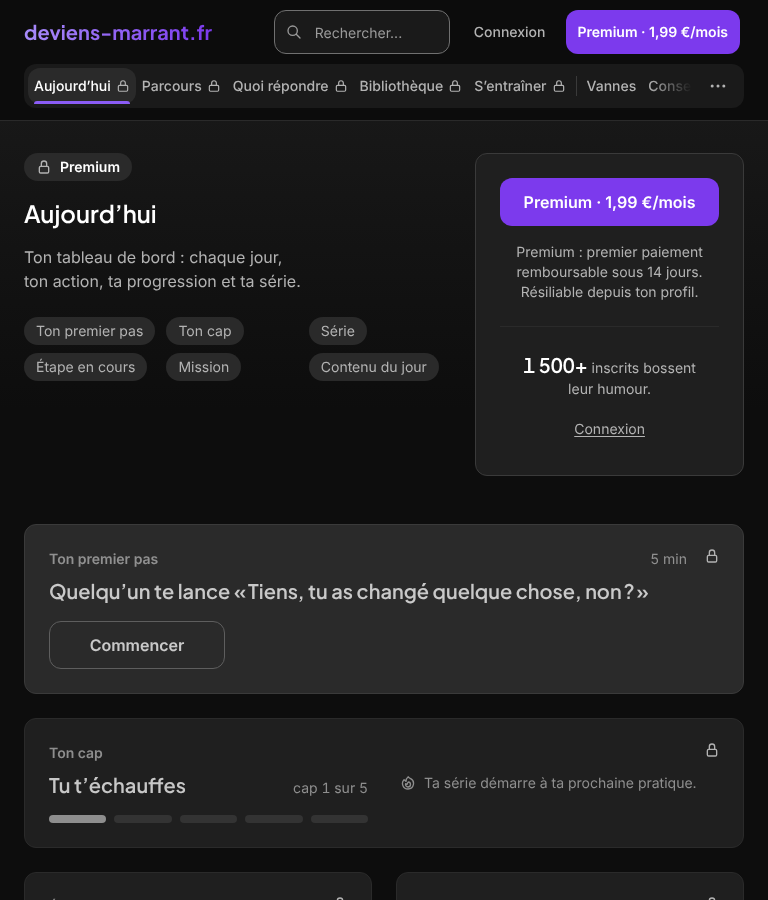 deviens-marrant.fr
Rechercher...
Connexion
Premium · 1,99 €/mois
Aujourd’hui
Parcours
Quoi répondre
Bibliothèque
S’entraîner
Vannes
Premium
Aujourd’hui
Ton tableau de bord : chaque jour,
ton action, ta progression et ta série.
Ton premier pas
Ton cap
Série
Étape en cours
Mission
Contenu du jour
Premium · 1,99 €/mois
Premium : premier paiement
remboursable sous 14 jours.
Résiliable depuis ton profil.
1 500+ inscrits bossent
leur humour.
Connexion
Ton premier pas
5 min
Quelqu’un te lance « Tiens, tu as changé quelque chose, non ? »
Commencer
Ton cap
Tu t’échauffes
cap 1 sur 5
Ta série démarre à ta prochaine pratique.